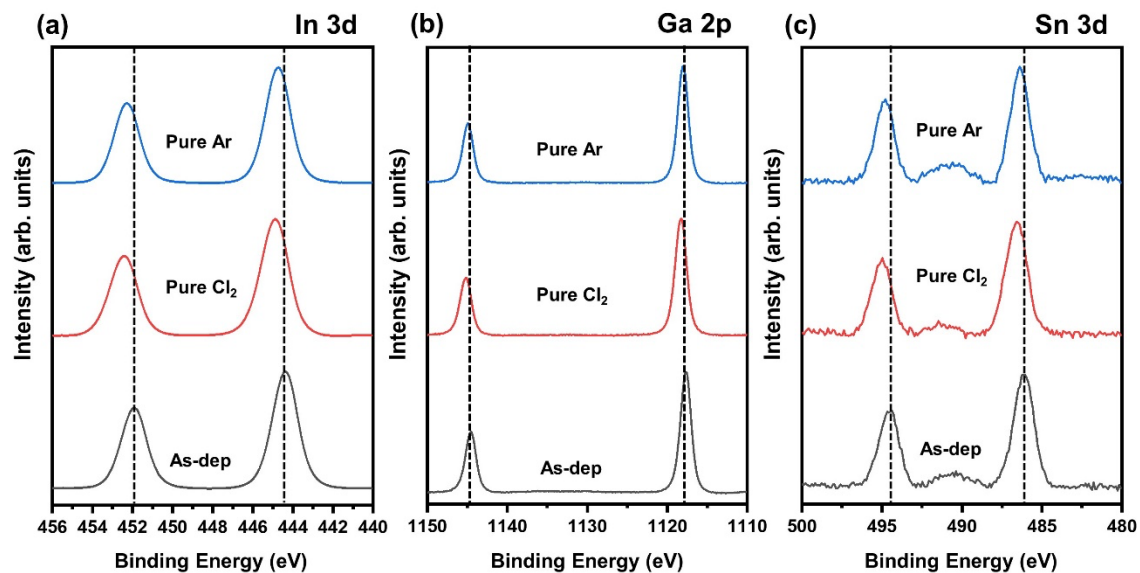 (a) In 3d
Pure Ar
Pure Cl₂
As-dep
Intensity (arb. units)
456 454 452 450 448 446 444 442 440
Binding Energy (eV)
(b) Ga 2p
Pure Ar
Pure Cl₂
As-dep
Intensity (arb. units)
1150 1140 1130 1120 1110
Binding Energy (eV)
(c) Sn 3d
Pure Ar
Pure Cl₂
As-dep
Intensity (arb. units)
500 495 490 485 480
Binding Energy (eV)